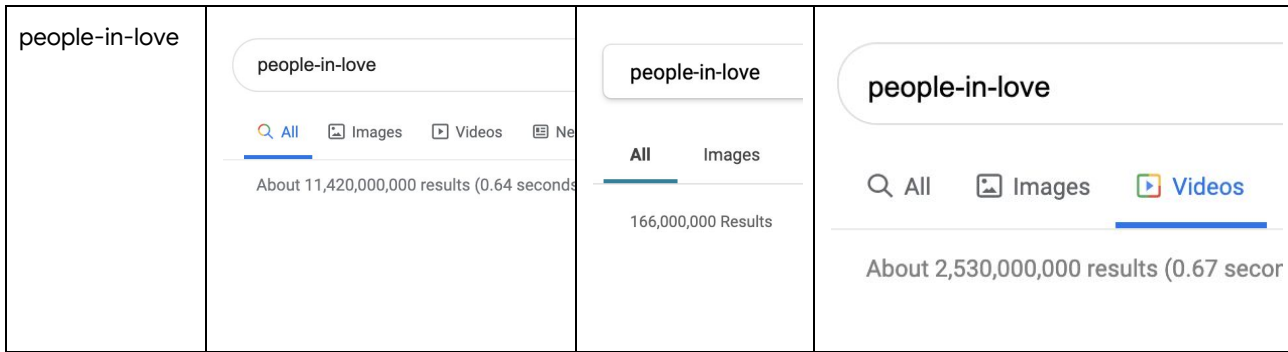 people-in-love
people-in-love
All Images Videos Ne
About 11,420,000,000 results (0.64 seconds
people-in-love
All Images
166,000,000 Results
people-in-love
All Images Videos
About 2,530,000,000 results (0.67 secon